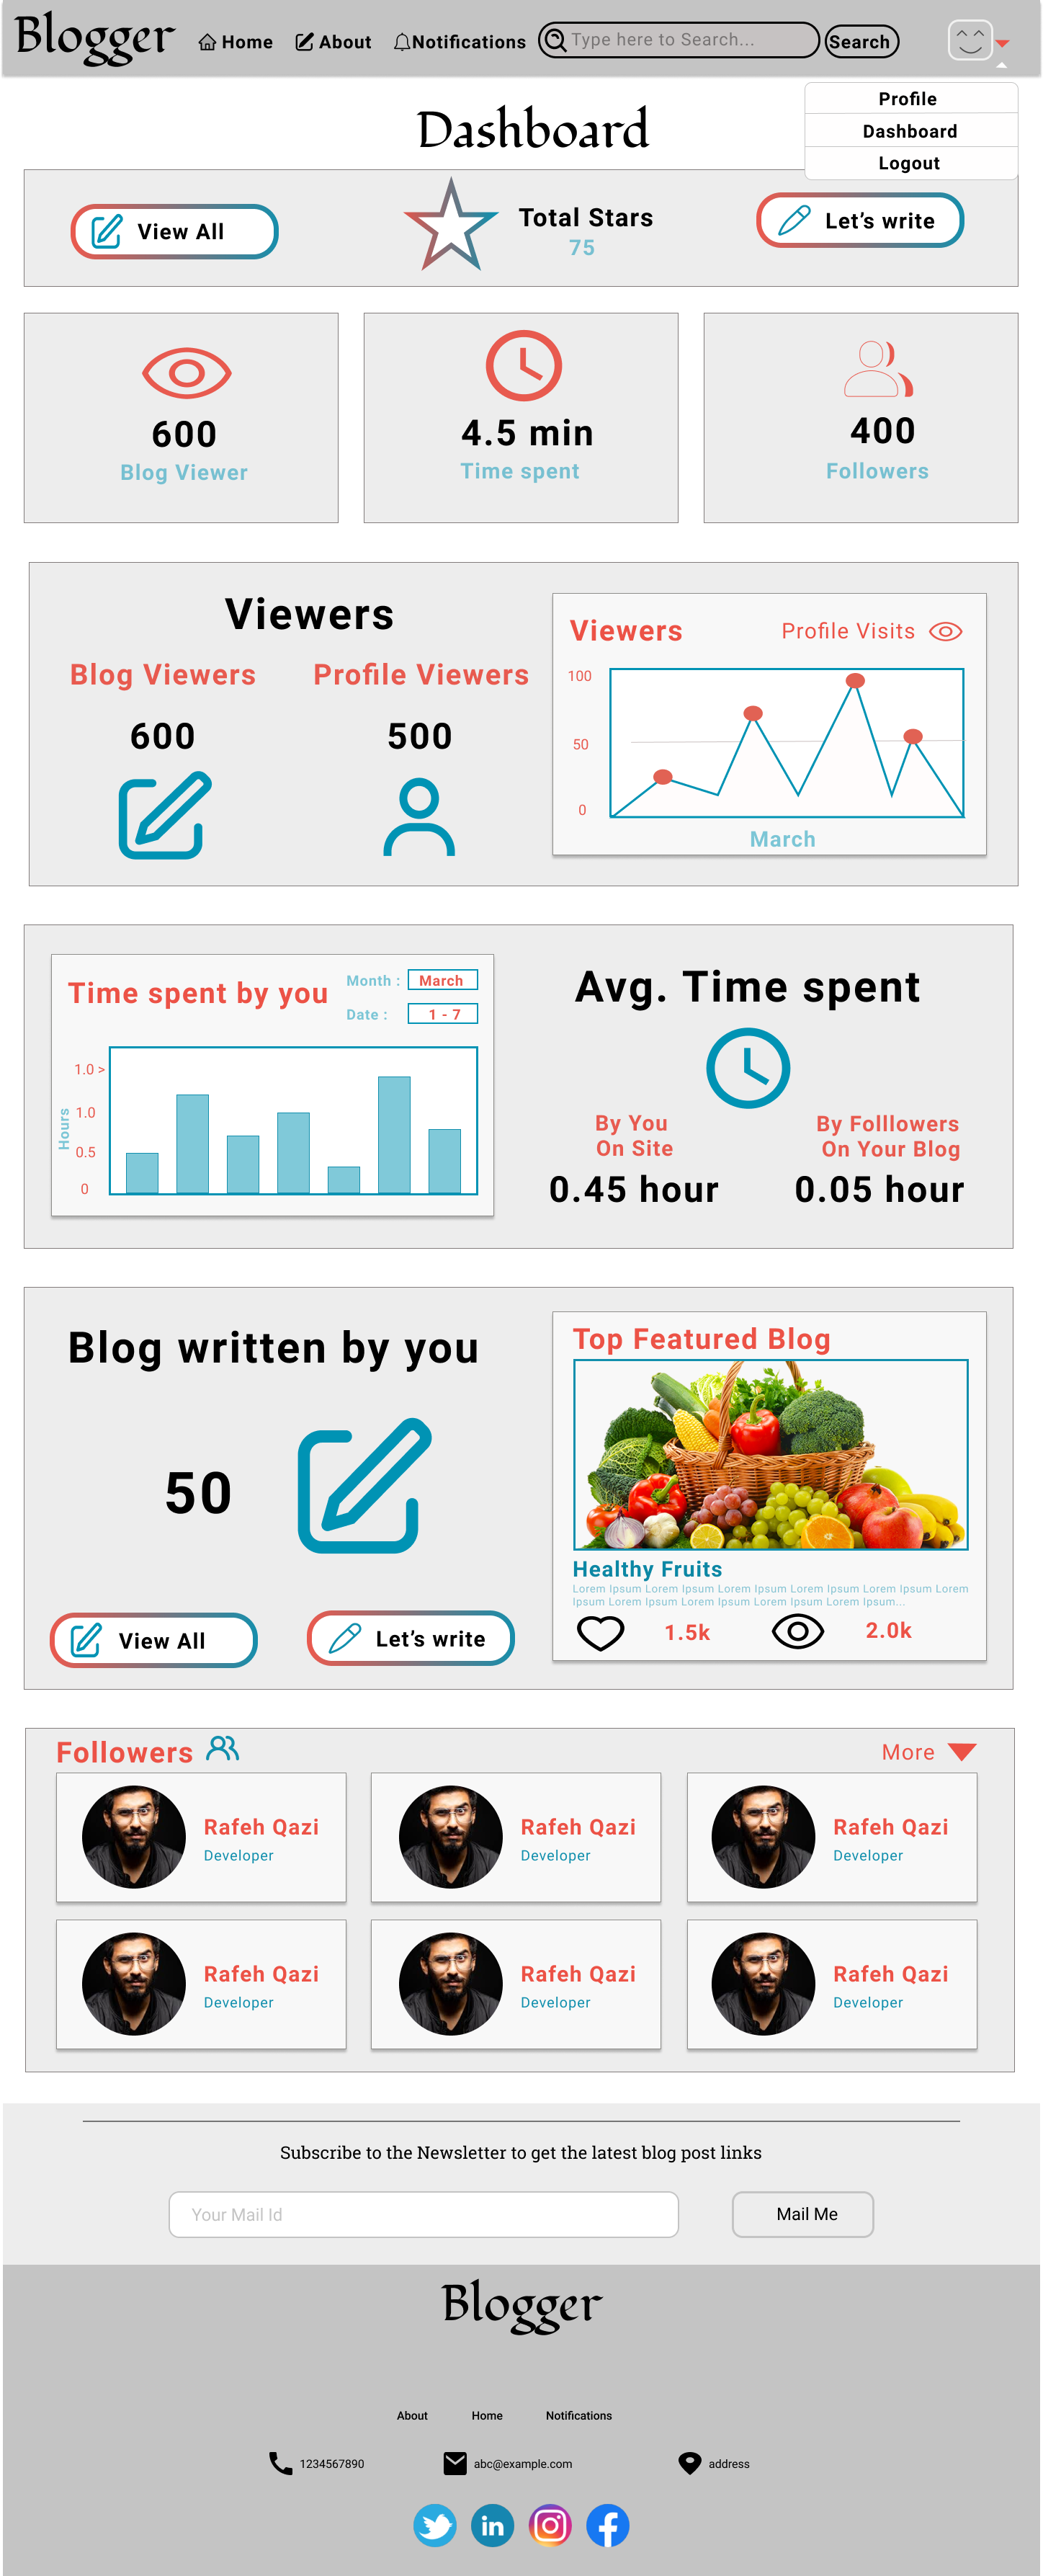 Blogger
Home
About
Notifications
Type here to Search...
Search
Profile
Dashboard
Logout
Dashboard
View All
Total Stars
75
Let's write
600
Blog Viewer
4.5 min
Time spent
400
Followers
Viewers
Blog Viewers
Profile Viewers
600
500
Viewers
Profile Visits
100
50
0
March
Time spent by you
Month :
March
Date :
1 - 7
1.0 >
1.0
0.5
0
Hours
Avg. Time spent
By You
On Site
0.45 hour
By Folllowers
On Your Blog
0.05 hour
Blog written by you
50
View All
Let's write
Top Featured Blog
Healthy Fruits
Lorem Ipsum Lorem Ipsum Lorem Ipsum Lorem Ipsum Lorem Ipsum Lorem
Ipsum Lorem Ipsum Lorem Ipsum Lorem Ipsum Lorem Ipsum...
1.5k
2.0k
Followers
More
Rafeh Qazi
Developer
Rafeh Qazi
Developer
Rafeh Qazi
Developer
Rafeh Qazi
Developer
Rafeh Qazi
Developer
Rafeh Qazi
Developer
Subscribe to the Newsletter to get the latest blog post links
Your Mail Id
Mail Me
Blogger
About
Home
Notifications
1234567890
abc@example.com
address
in